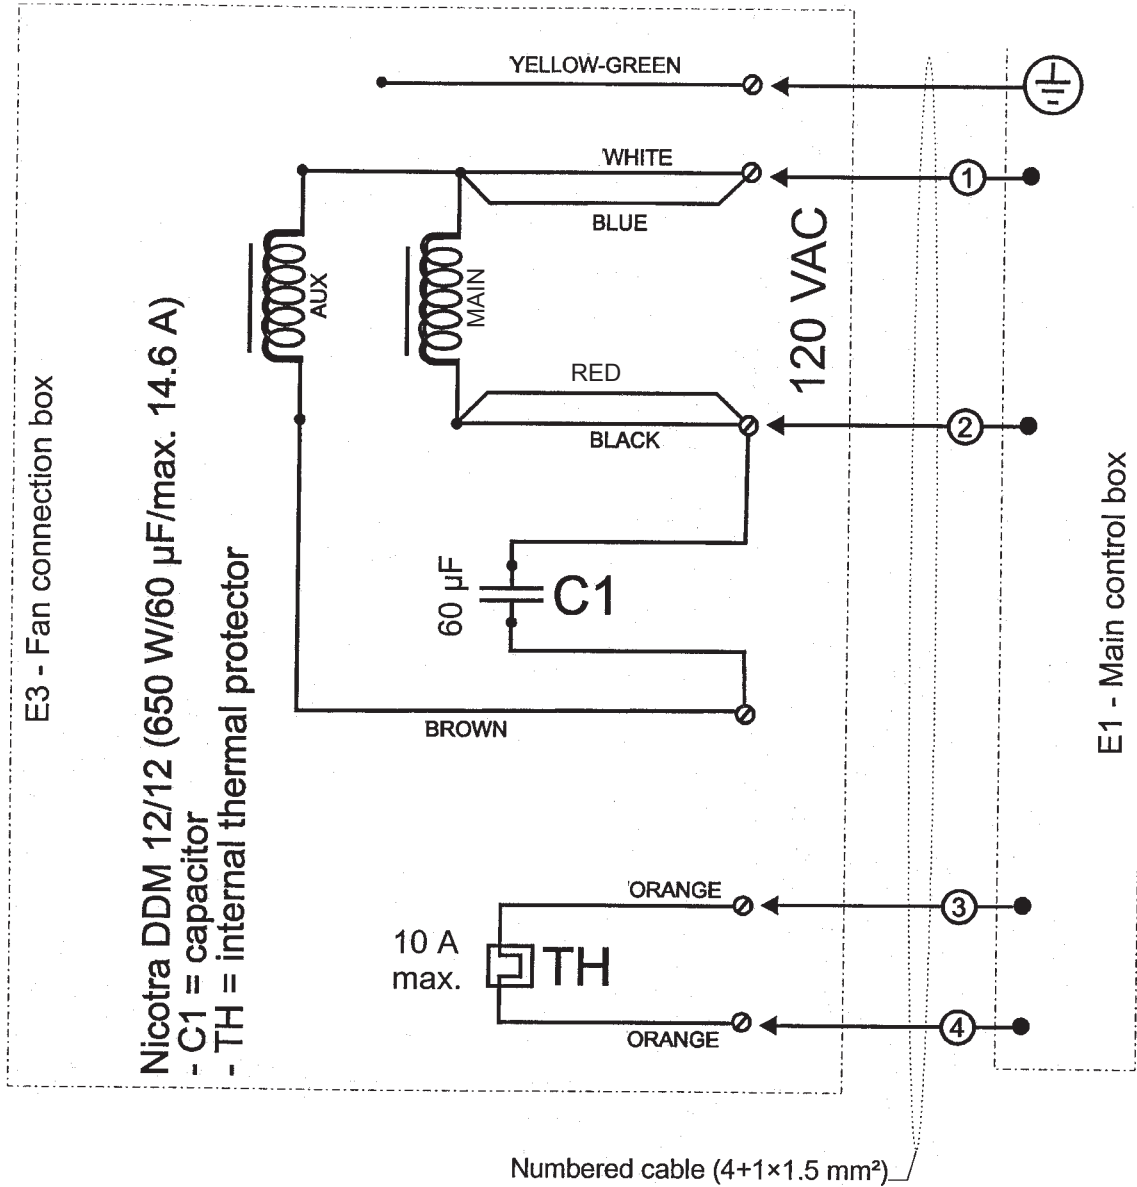 YELLOW-GREEN
WHITE
1
BLUE
120 VAC
AUX
MAIN
RED
2
BLACK
E3 - Fan connection box
Nicotra DDM 12/12 (650 W/60 µF/max. 14.6 A)
- C1 = capacitor
- TH = internal thermal protector
60 µF
C1
E1 - Main control box
BROWN
ORANGE
3
10 A
max.
TH
4
ORANGE
Numbered cable (4+1×1.5 mm²)